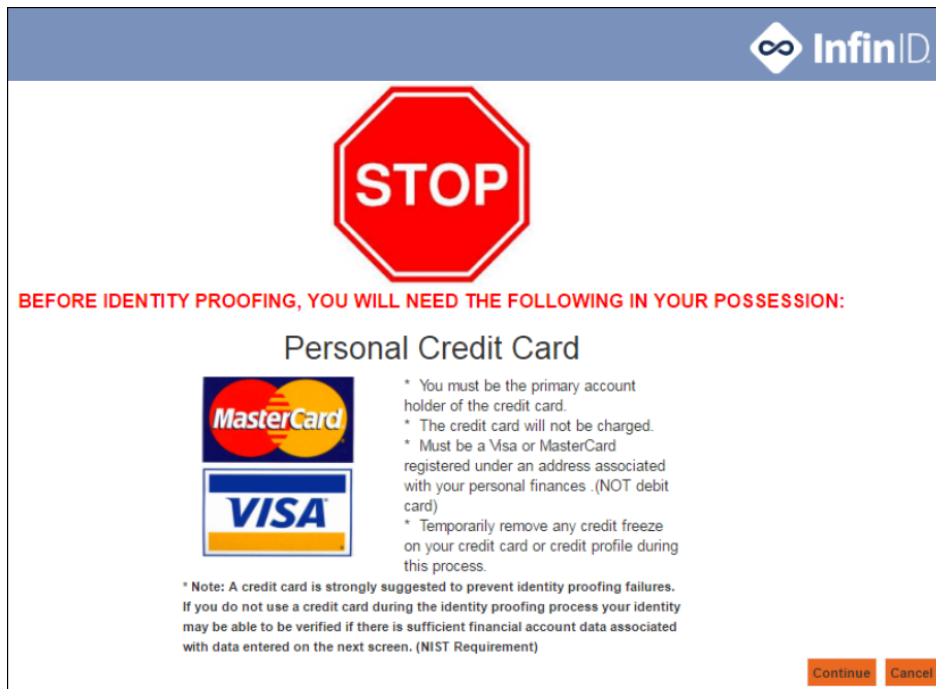 InfinID
STOP
BEFORE IDENTITY PROOFING, YOU WILL NEED THE FOLLOWING IN YOUR POSSESSION:
Personal Credit Card
MasterCard
VISA
* You must be the primary account
holder of the credit card.
* The credit card will not be charged.
* Must be a Visa or MasterCard
registered under an address associated
with your personal finances .(NOT debit
card)
* Temporarily remove any credit freeze
on your credit card or credit profile during
this process.
* Note: A credit card is strongly suggested to prevent identity proofing failures.
If you do not use a credit card during the identity proofing process your identity
may be able to be verified if there is sufficient financial account data associated
with data entered on the next screen. (NIST Requirement)
Continue Cancel